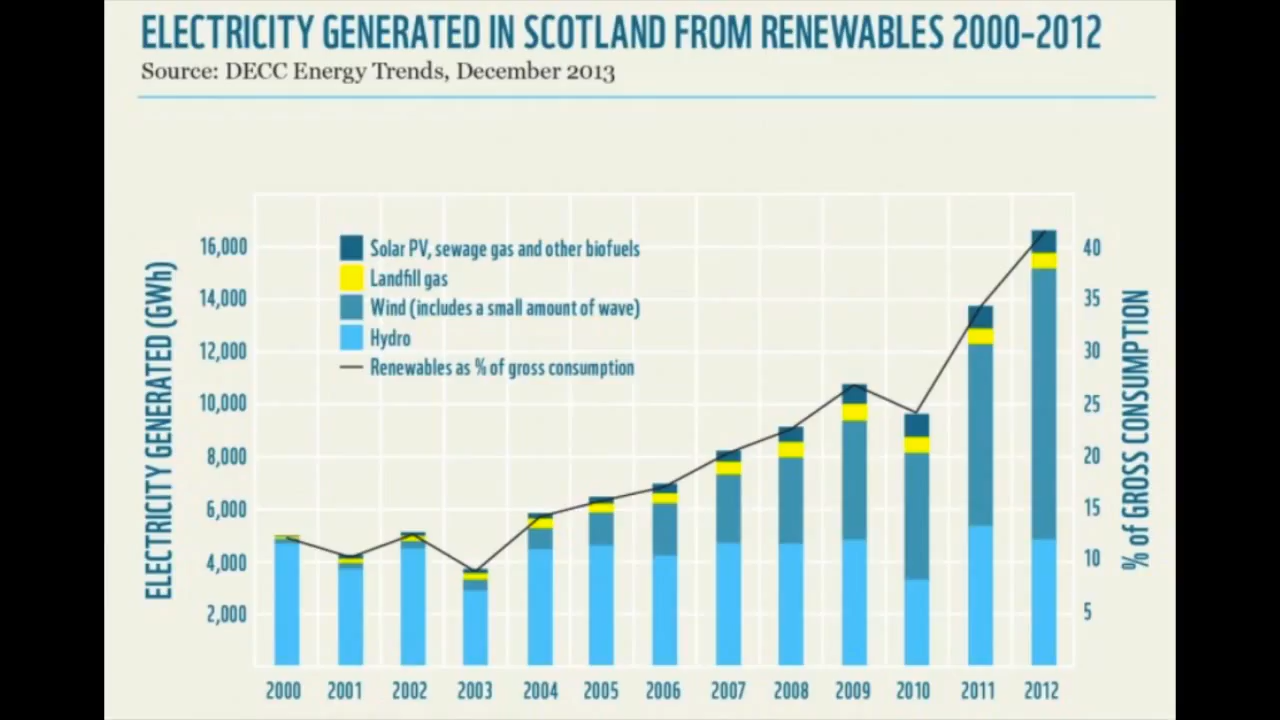 ELECTRICITY GENERATED IN SCOTLAND FROM RENEWABLES 2000-2012
Source: DECC Energy Trends, December 2013
ELECTRICITY GENERATED (GWh)
16,000
14,000
12,000
10,000
8,000
6,000
4,000
2,000
Solar PV, sewage gas and other biofuels
Landfill gas
Wind (includes a small amount of wave)
Hydro
Renewables as % of gross consumption
40
35
30
25
20
15
10
5
% of GROSS CONSUMPTION
2000 2001 2002 2003 2004 2005 2006 2007 2008 2009 2010 2011 2012